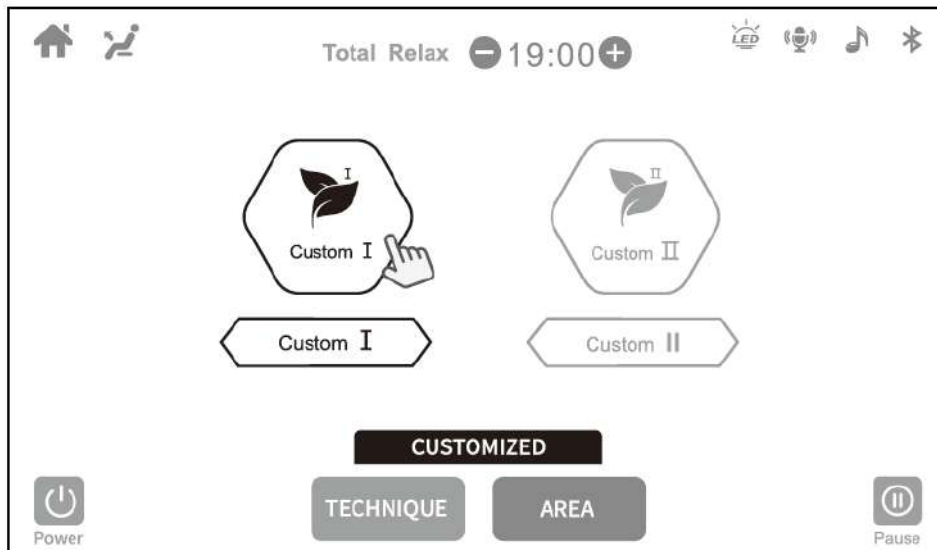 Total Relax 19:00
LED
I
II
Custom I
Custom II
Custom I
Custom II
CUSTOMIZED
TECHNIQUE
AREA
Power
Pause